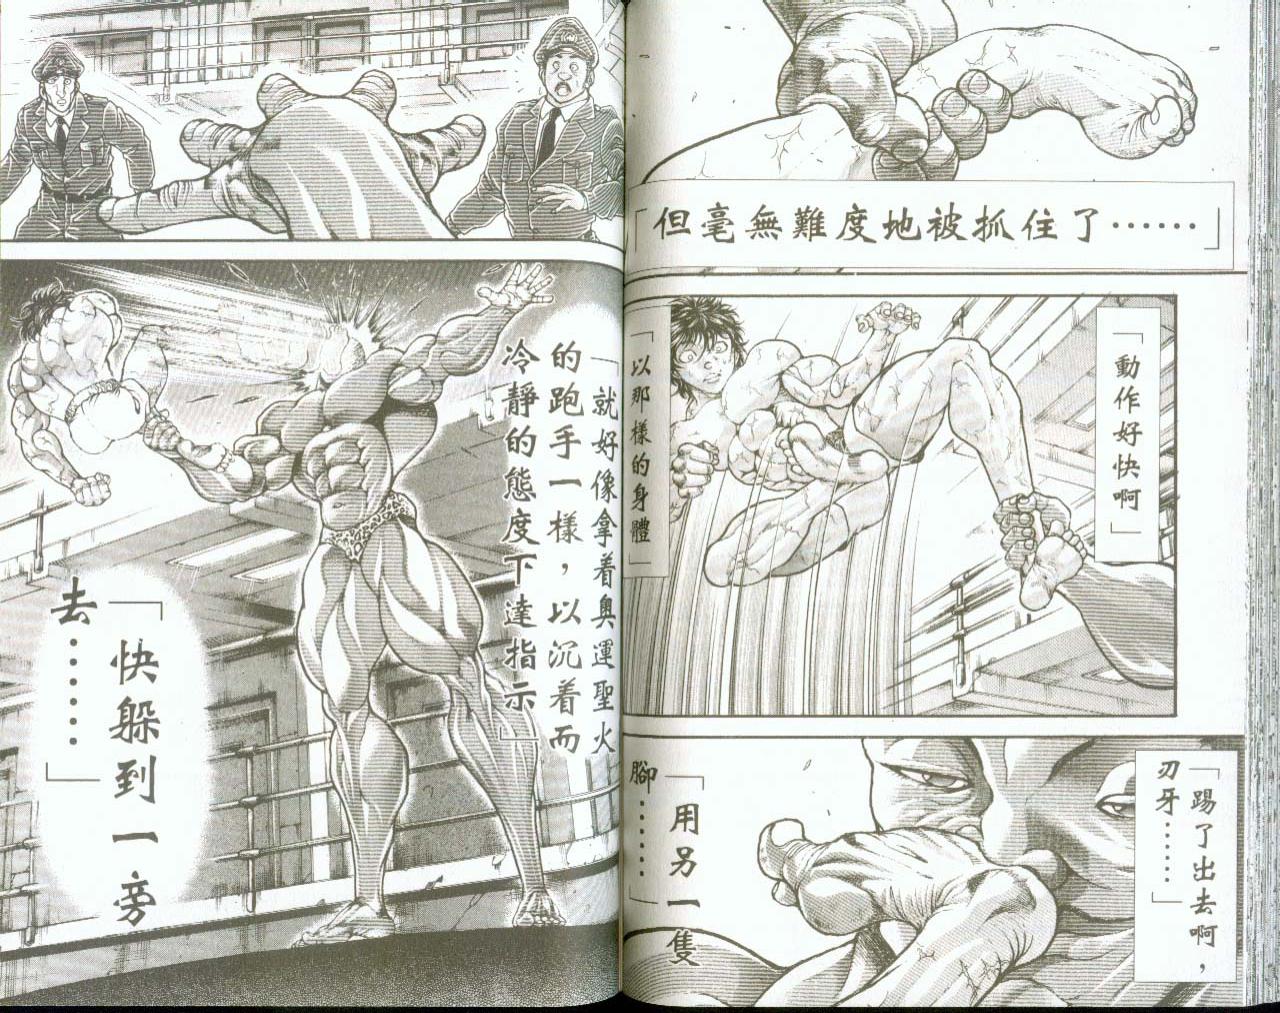 「但毫無難度地被抓住了……」
「動作好快啊」
「以那樣的身體」
「踢了出去啊，
刃牙……」
「用另一隻
腳……」
「就好像拿着奧運聖火
的跑手一樣，以沉着而
冷靜的態度下達指示」
「快躲到一旁
去……」